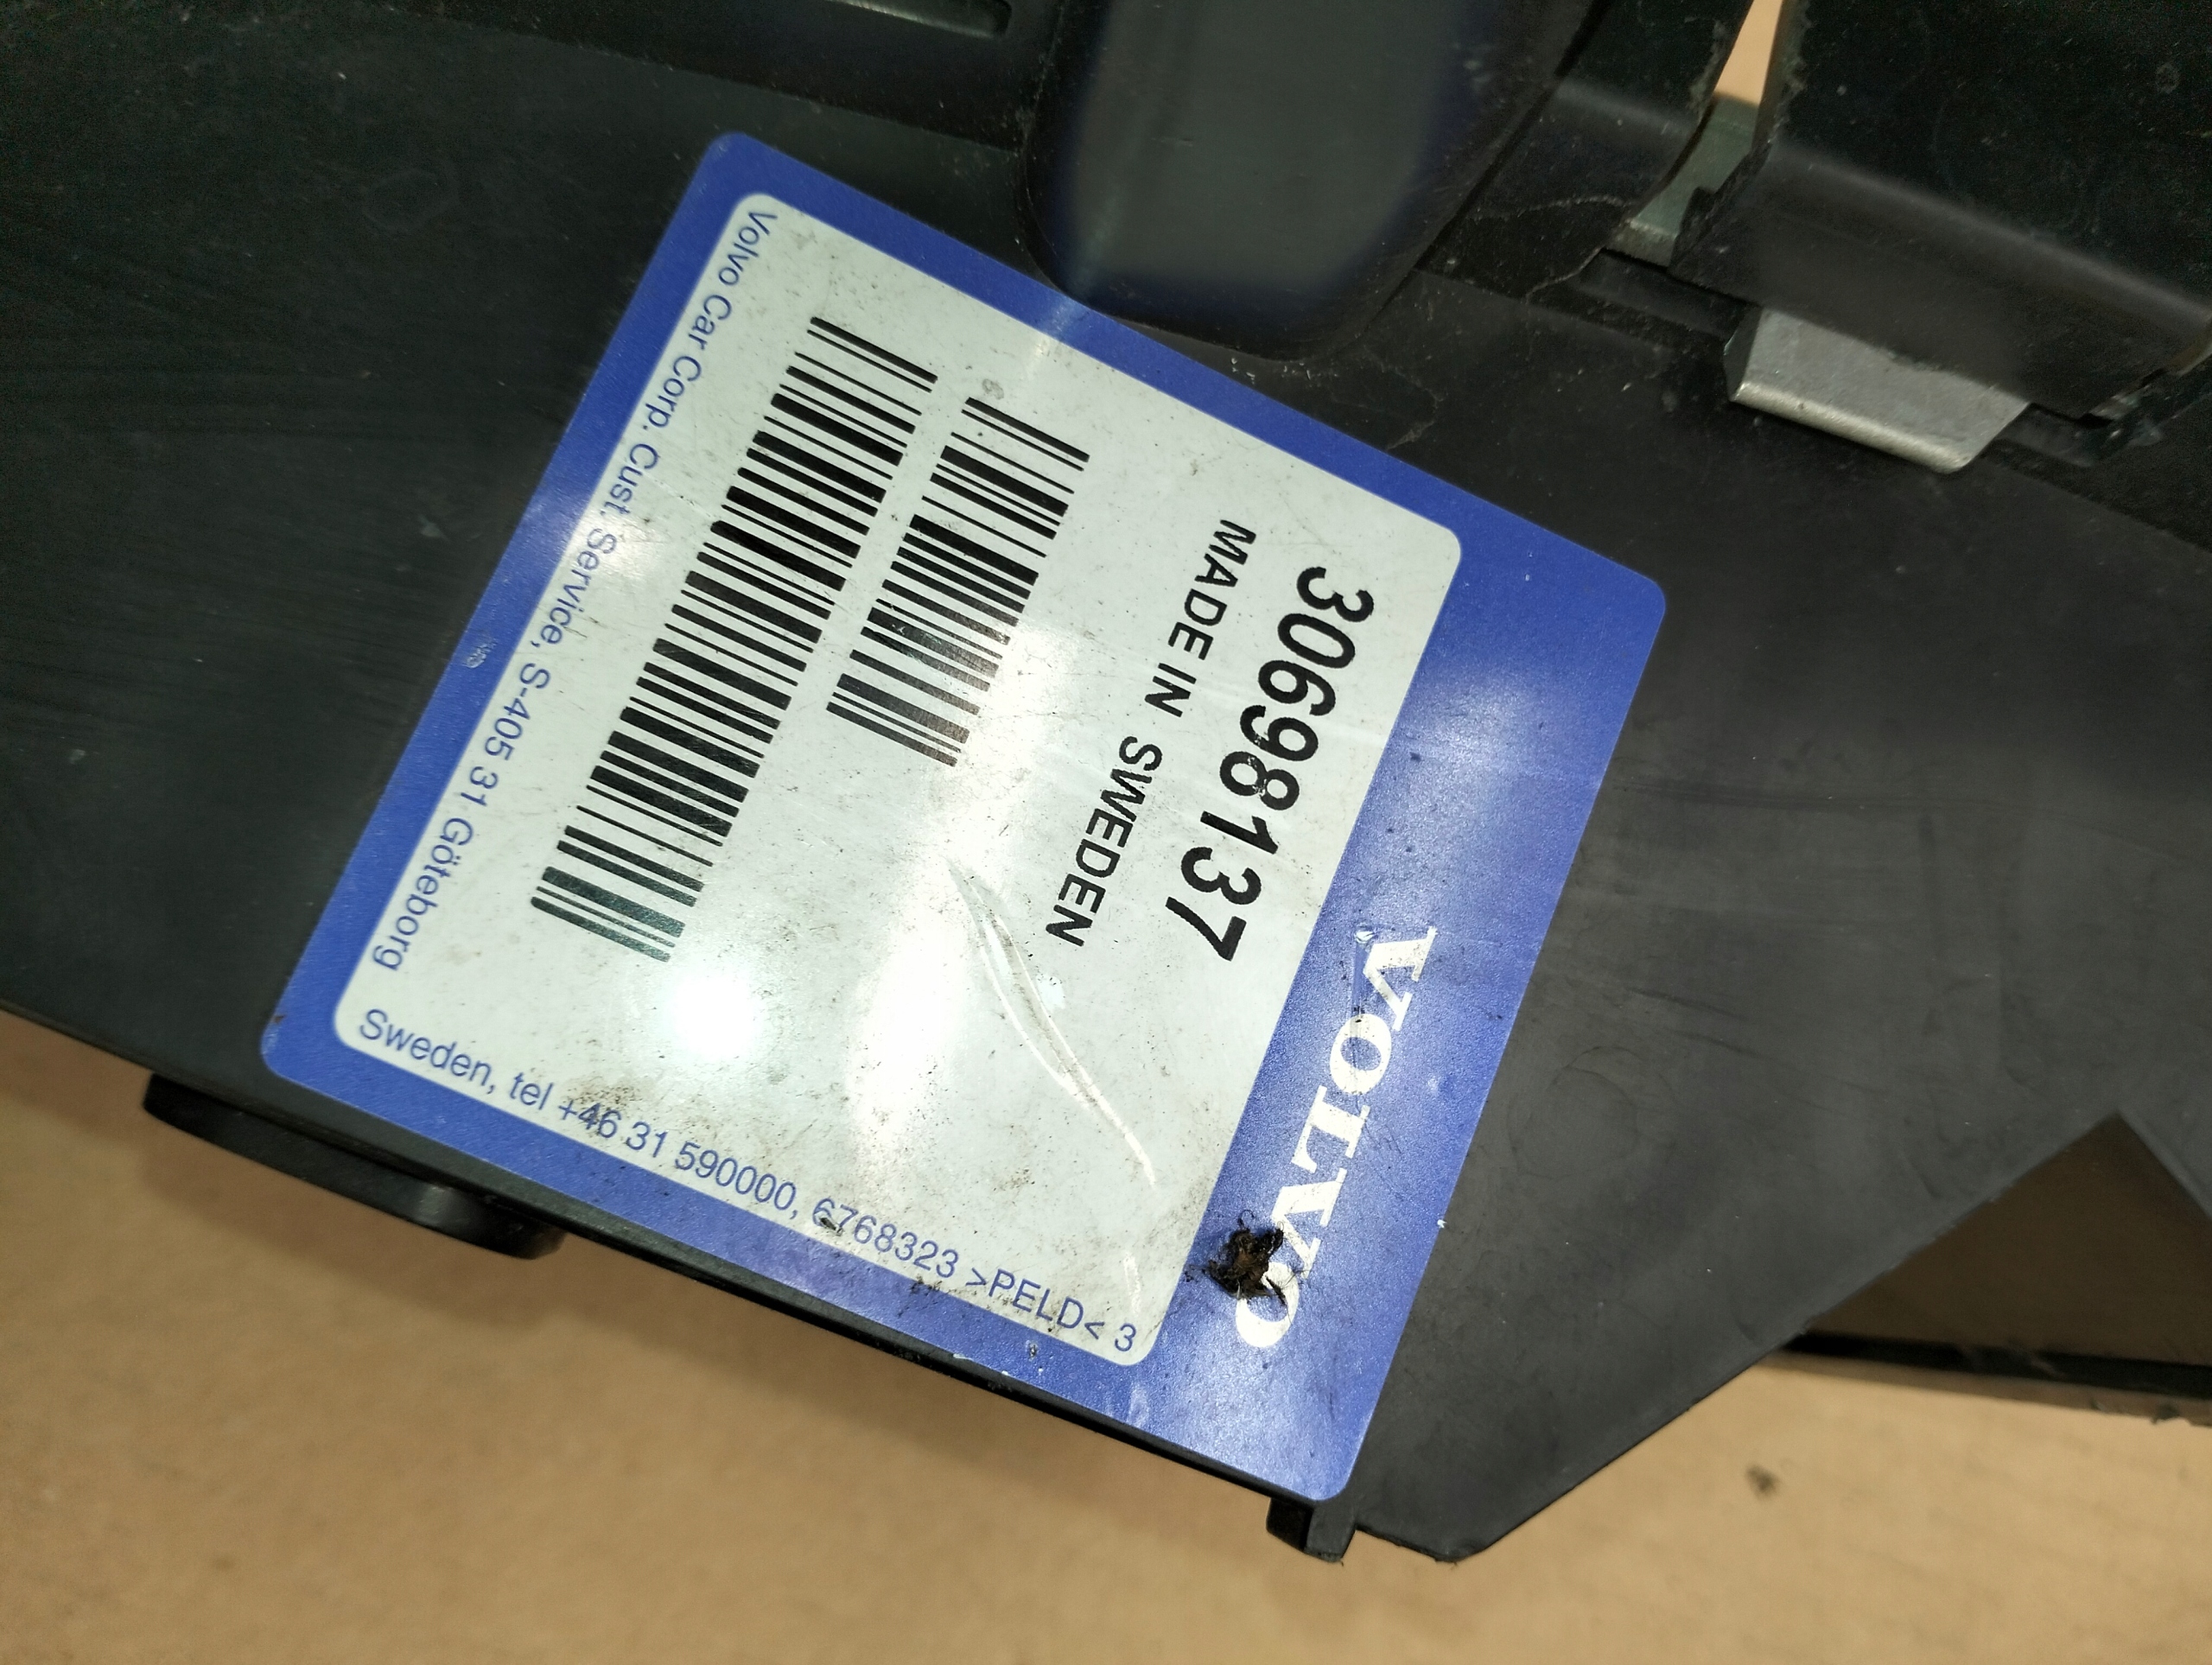 VOLVO
30698137
MADE IN SWEDEN
Volvo Car Corp. Cust. Service, S-405 31 Göteborg
Sweden, tel +46 31 590000, 6768323 >PELD< 3